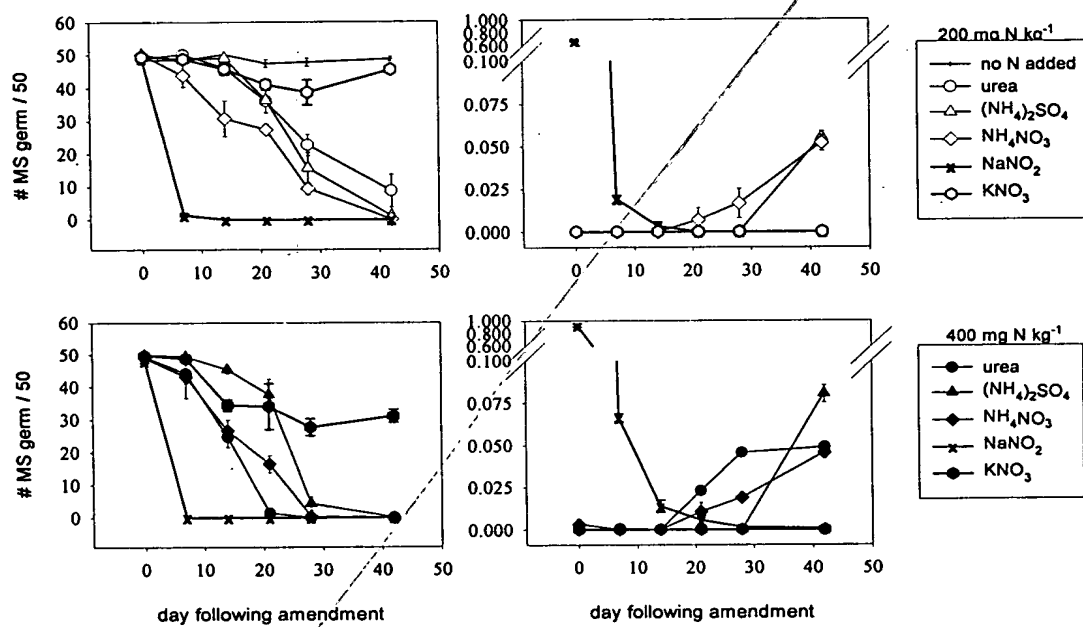 # MS germ / 50
60
50
40
30
20
10
0
0 10 20 30 40 50
1.000
0.800
0.600
0.100
0.075
0.050
0.025
0.000
0 10 20 30 40 50
200 mg N kg⁻¹
no N added
urea
(NH₄)₂SO₄
NH₄NO₃
NaNO₂
KNO₃
# MS germ / 50
60
50
40
30
20
10
0
0 10 20 30 40 50
day following amendment
1.000
0.800
0.600
0.100
0.075
0.050
0.025
0.000
0 10 20 30 40 50
day following amendment
400 mg N kg⁻¹
urea
(NH₄)₂SO₄
NH₄NO₃
NaNO₂
KNO₃